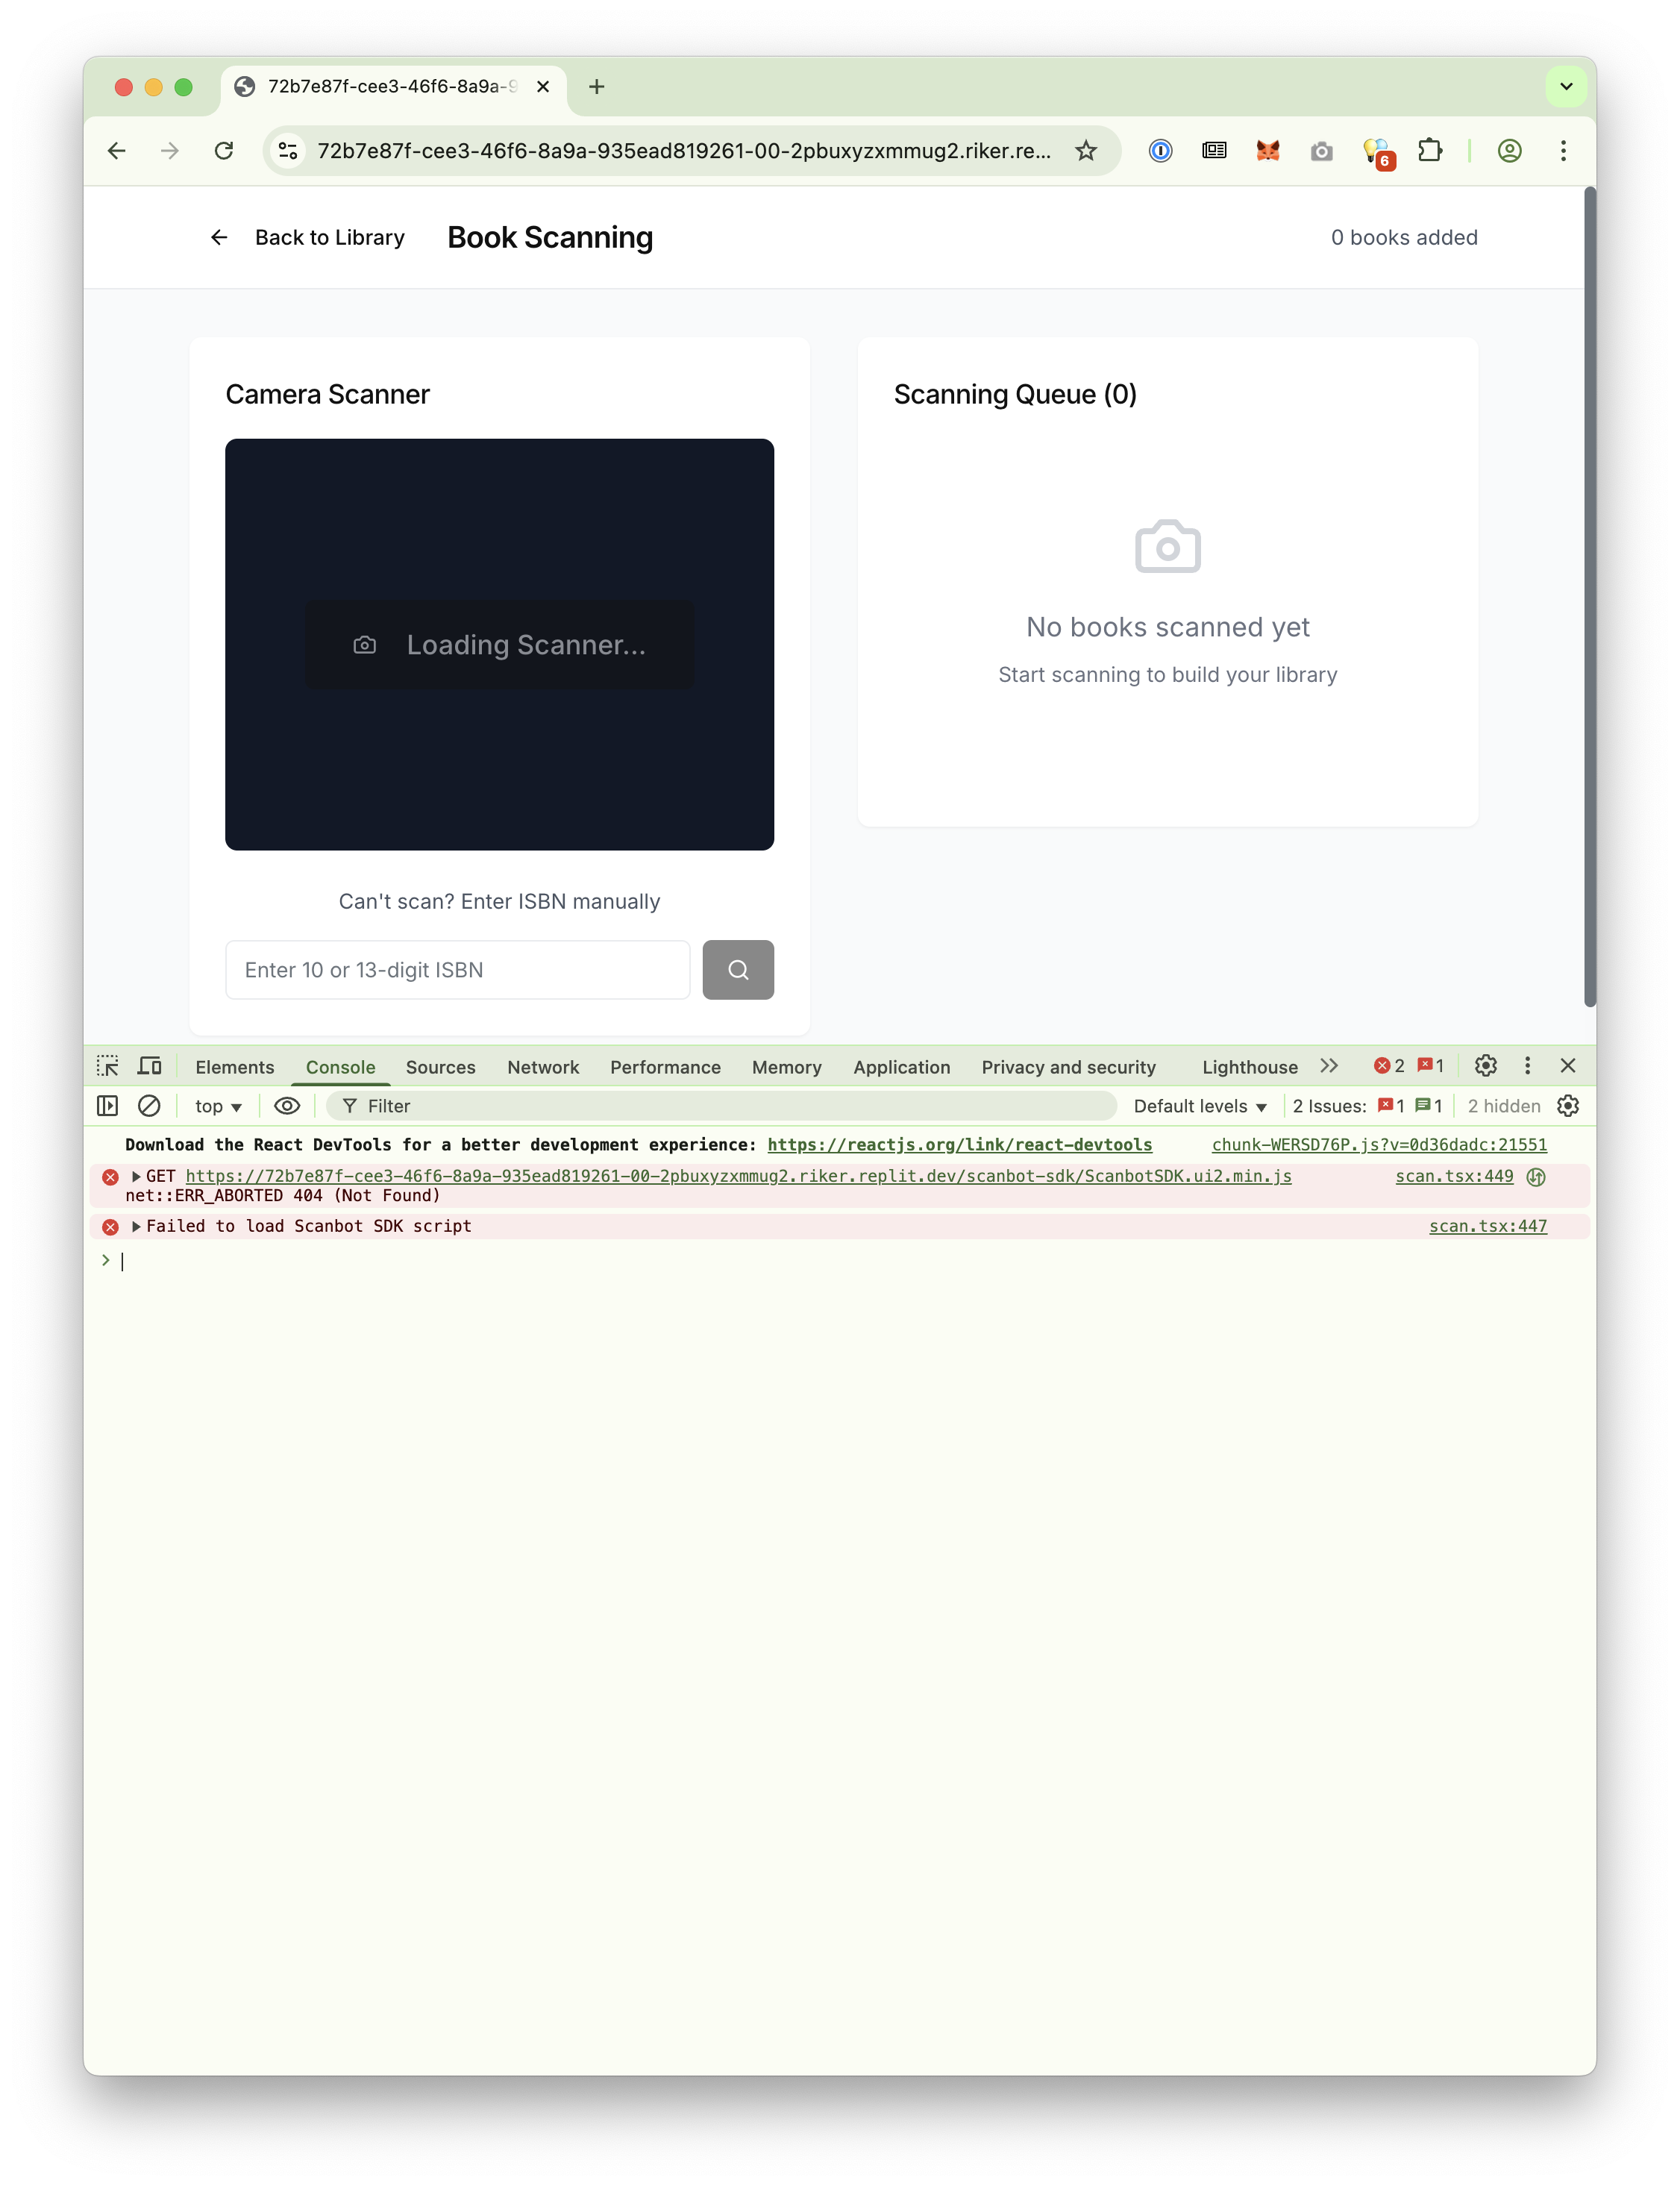 72b7e87f-cee3-46f6-8a9a-9
72b7e87f-cee3-46f6-8a9a-935ead819261-00-2pbuxyzxmmug2.riker.re...
6
Back to Library
Book Scanning
0 books added
Camera Scanner
Loading Scanner...
Can't scan? Enter ISBN manually
Enter 10 or 13-digit ISBN
Scanning Queue (0)
No books scanned yet
Start scanning to build your library
Elements Console Sources Network Performance Memory Application Privacy and security Lighthouse 2 1
top Filter Default levels 2 Issues: 1 1 2 hidden
Download the React DevTools for a better development experience: https://reactjs.org/link/react-devtools chunk-WERSD76P.js?v=0d36dadc:21551
GET https://72b7e87f-cee3-46f6-8a9a-935ead819261-00-2pbuxyzxmmug2.riker.replit.dev/scanbot-sdk/ScanbotSDK.ui2.min.js scan.tsx:449
net::ERR_ABORTED 404 (Not Found)
Failed to load Scanbot SDK script scan.tsx:447